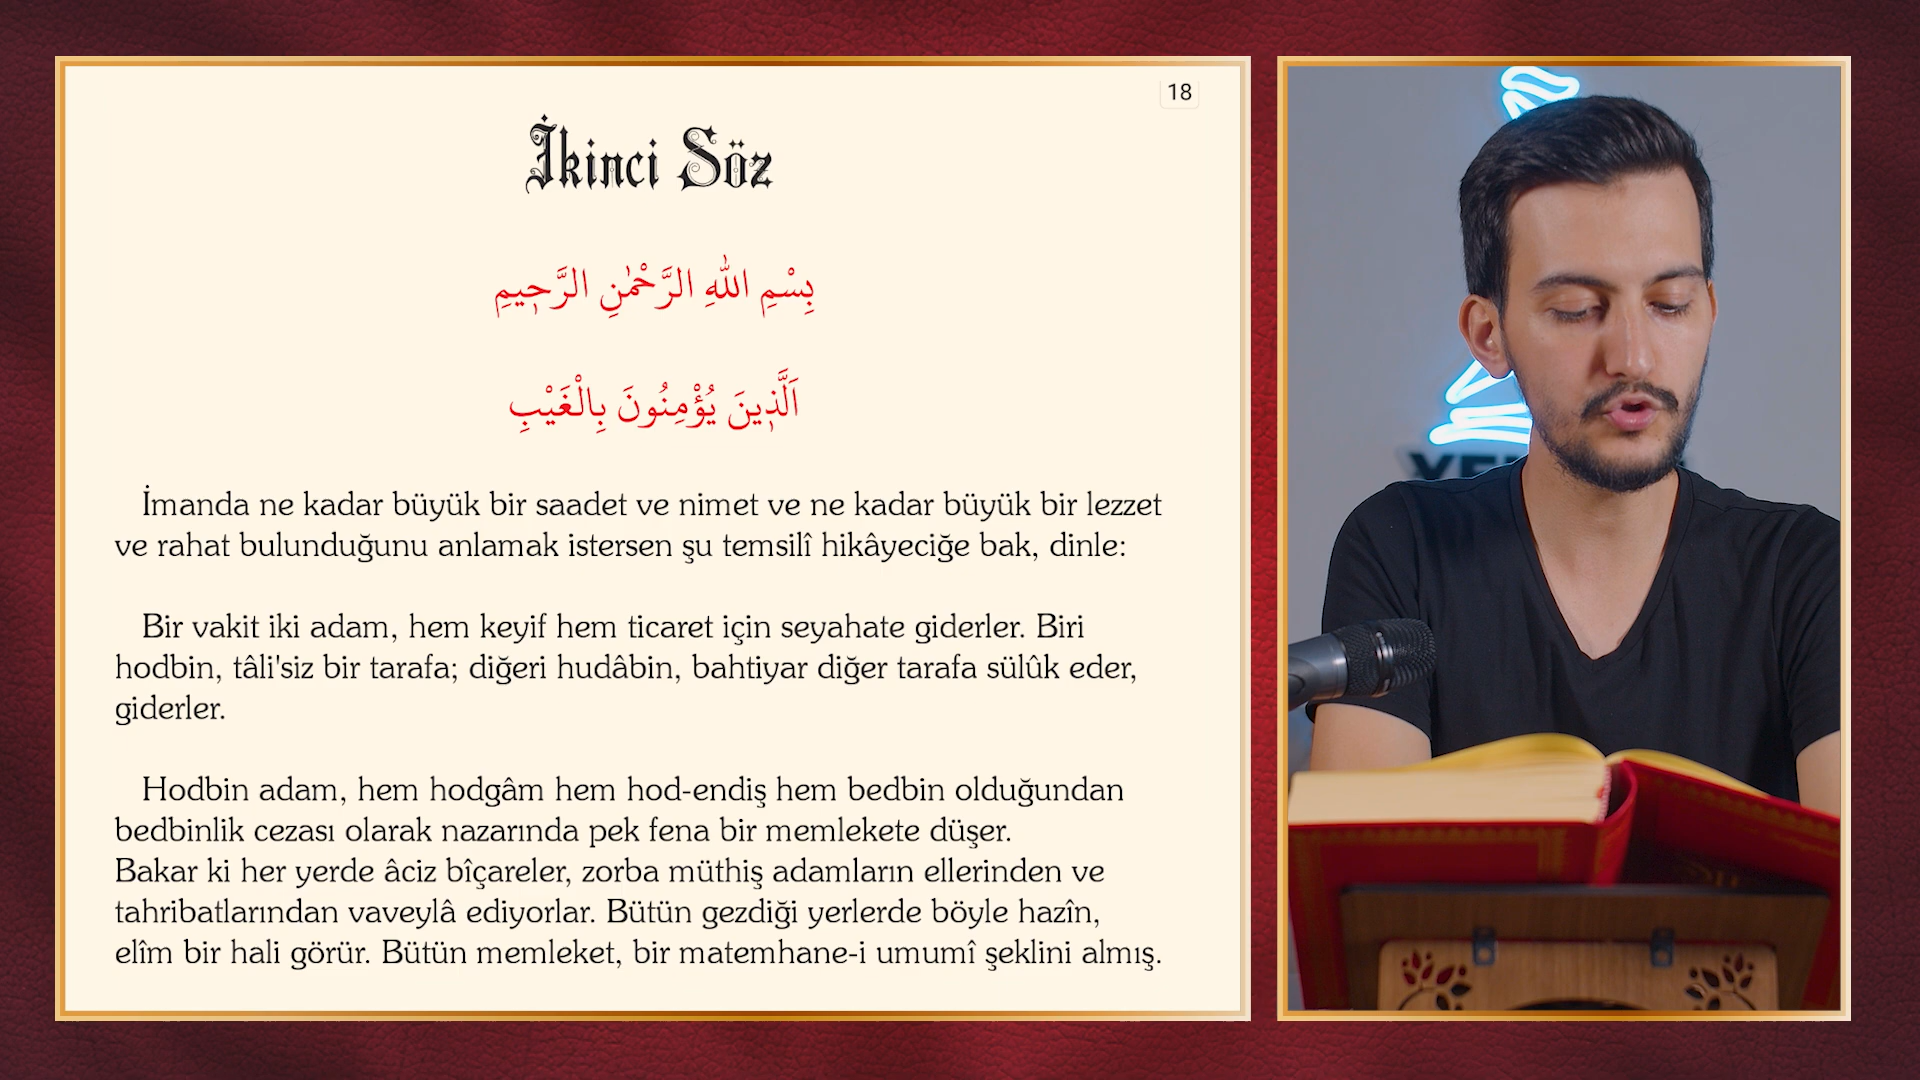 18
İkinci Söz
بِسْمِ اللّٰهِ الرَّحْمٰنِ الرَّح۪يمِ
اَلَّذ۪ينَ يُؤْمِنُونَ بِالْغَيْبِ
İmanda ne kadar büyük bir saadet ve nimet ve ne kadar büyük bir lezzet
ve rahat bulunduğunu anlamak istersen şu temsilî hikâyeciğe bak, dinle:
Bir vakit iki adam, hem keyif hem ticaret için seyahate giderler. Biri
hodbin, tâli'siz bir tarafa; diğeri hudâbin, bahtiyar diğer tarafa sülûk eder,
giderler.
Hodbin adam, hem hodgâm hem hod-endiş hem bedbin olduğundan
bedbinlik cezası olarak nazarında pek fena bir memlekete düşer.
Bakar ki her yerde âciz bîçareler, zorba müthiş adamların ellerinden ve
tahribatlarından vaveylâ ediyorlar. Bütün gezdiği yerlerde böyle hazîn,
elîm bir hali görür. Bütün memleket, bir matemhane-i umumî şeklini almış.